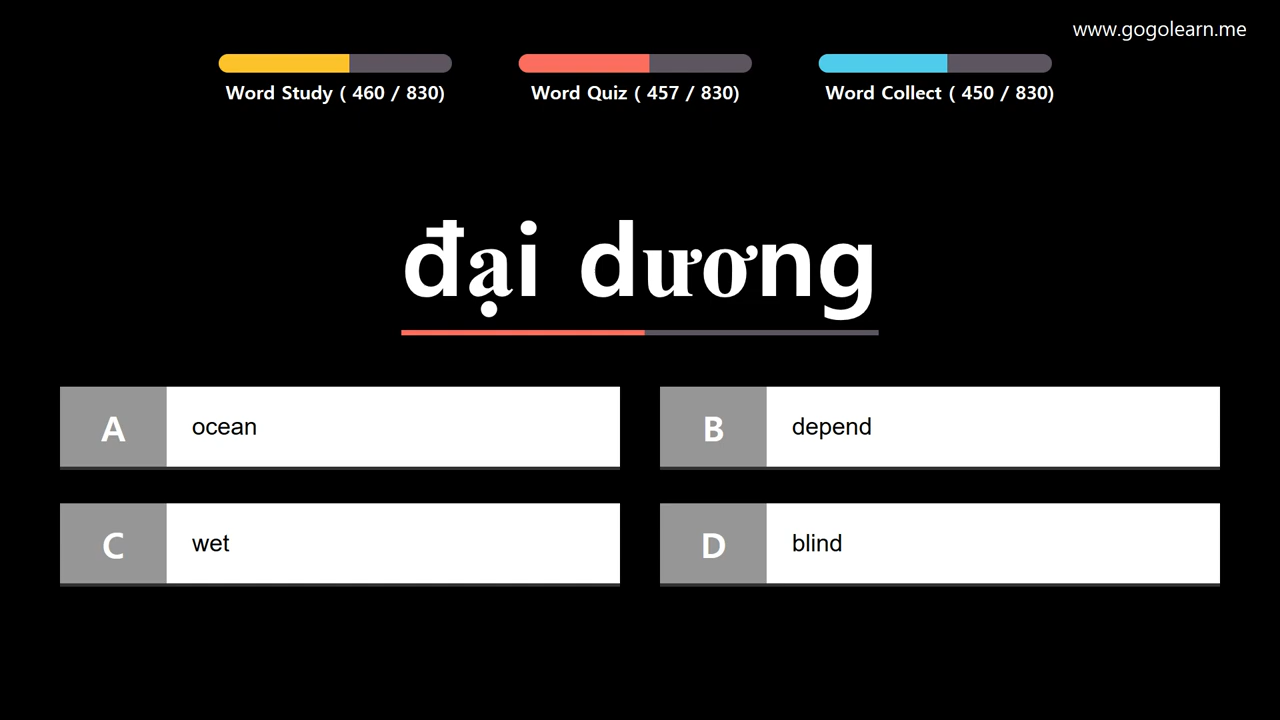 www.gogolearn.me
Word Study ( 460 / 830)
Word Quiz ( 457 / 830)
Word Collect ( 450 / 830)
đại dương
A ocean
B depend
C wet
D blind